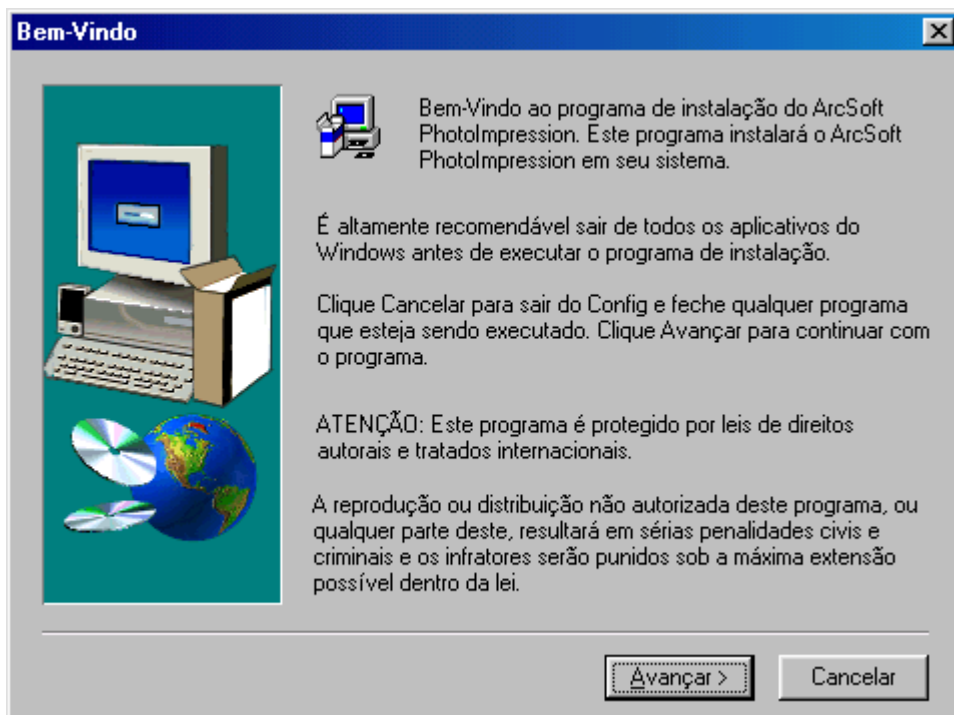 Bem-Vindo
Bem-Vindo ao programa de instalação do ArcSoft
PhotoImpression. Este programa instalará o ArcSoft
PhotoImpression em seu sistema.
É altamente recomendável sair de todos os aplicativos do
Windows antes de executar o programa de instalação.
Clique Cancelar para sair do Config e feche qualquer programa
que esteja sendo executado. Clique Avançar para continuar com
o programa.
ATENÇÃO: Este programa é protegido por leis de direitos
autorais e tratados internacionais.
A reprodução ou distribuição não autorizada deste programa, ou
qualquer parte deste, resultará em sérias penalidades civis e
criminais e os infratores serão punidos sob a máxima extensão
possível dentro da lei.
Avançar >
Cancelar